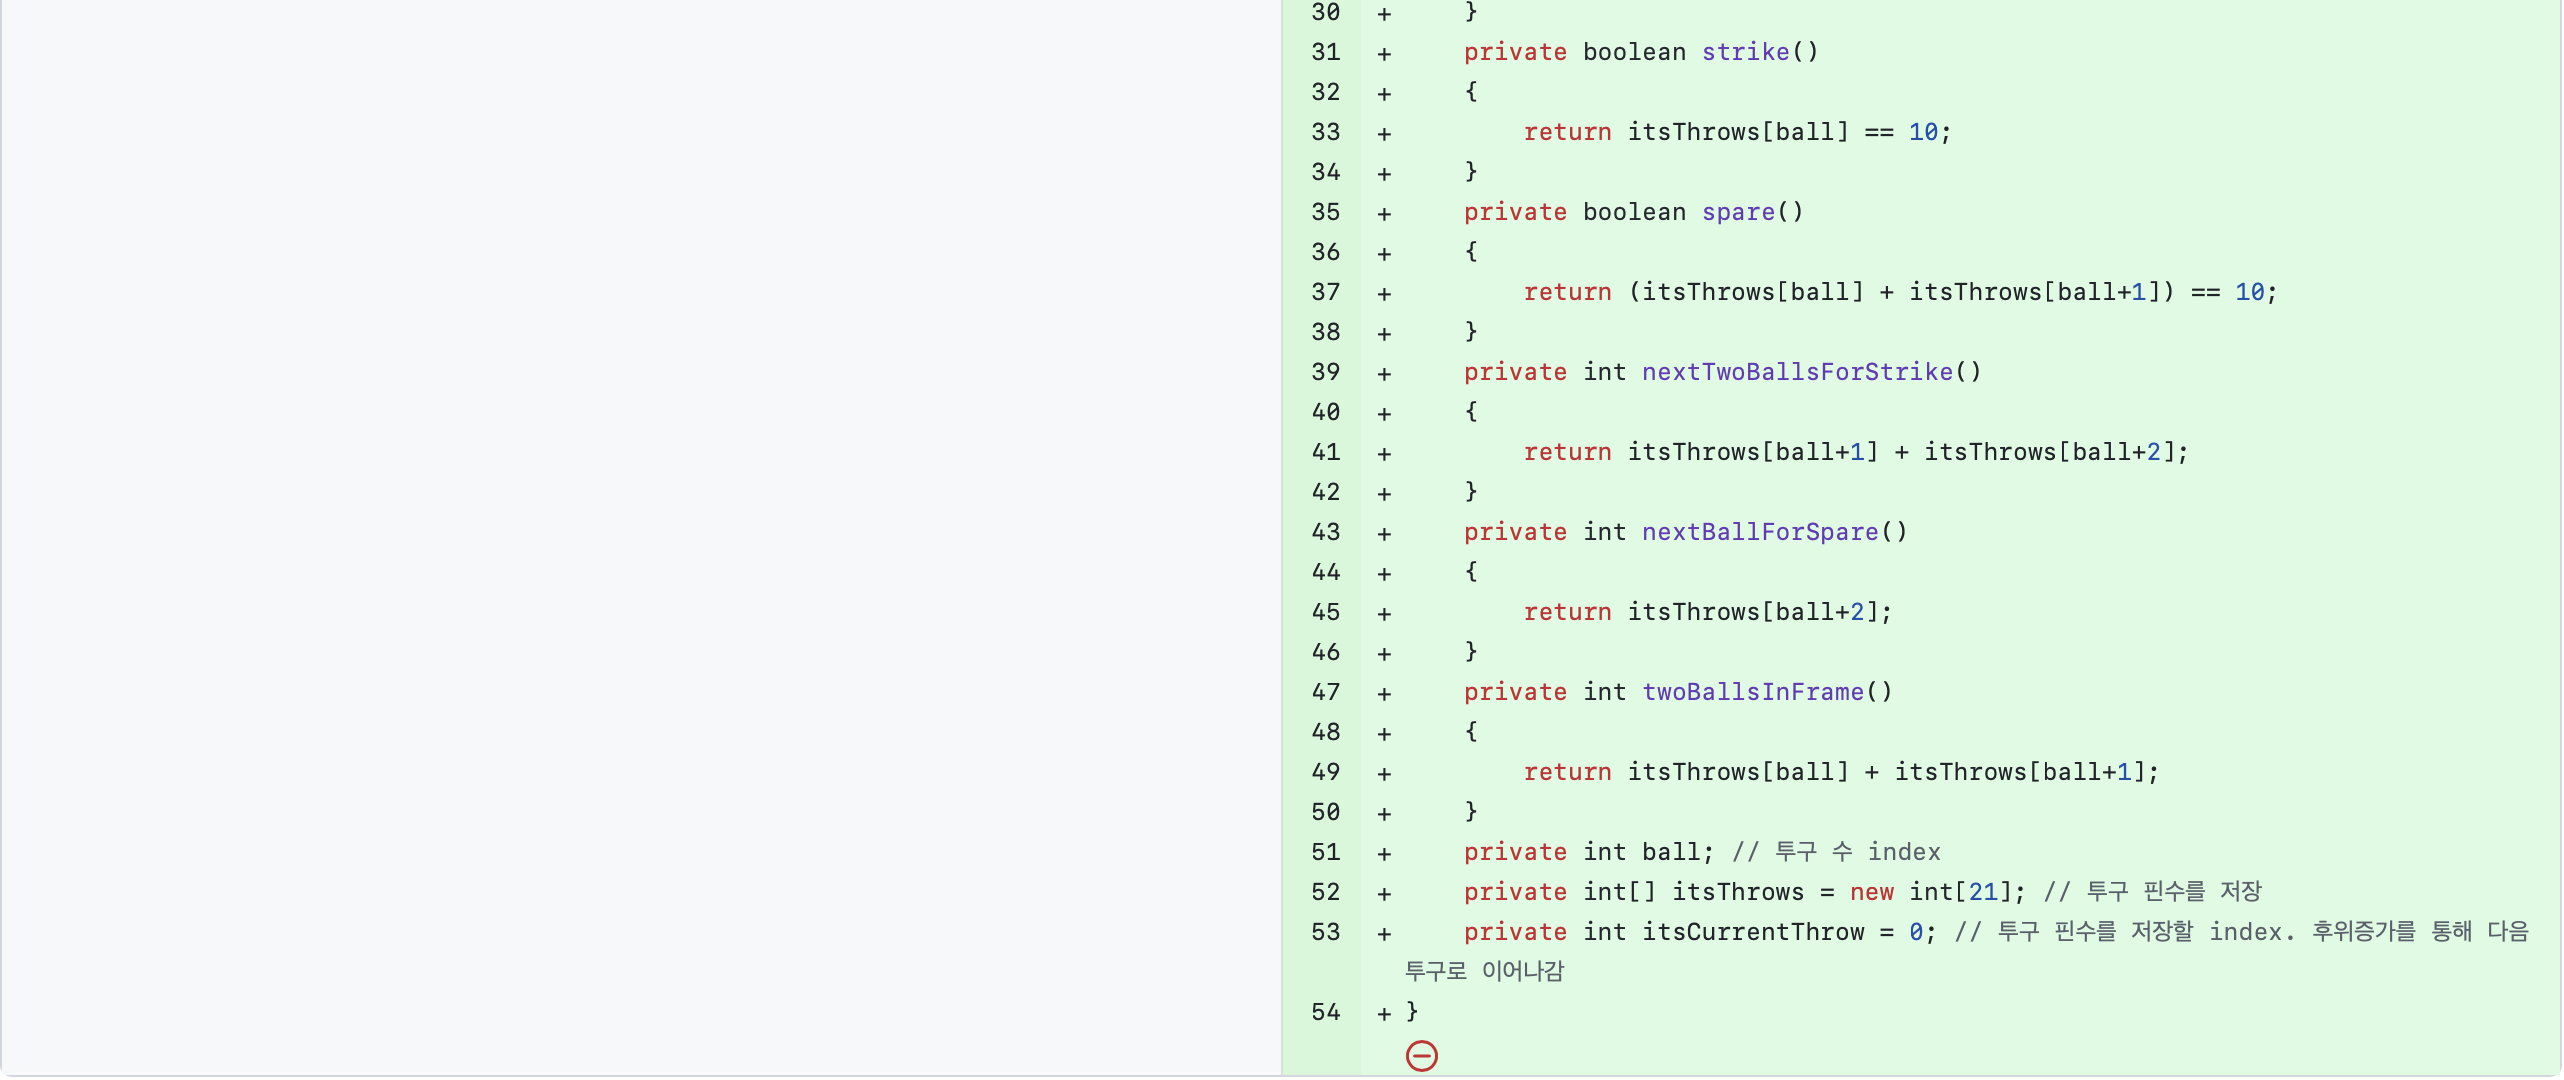 30 +     }
31 +     private boolean strike()
32 +     {
33 +         return itsThrows[ball] == 10;
34 +     }
35 +     private boolean spare()
36 +     {
37 +         return (itsThrows[ball] + itsThrows[ball+1]) == 10;
38 +     }
39 +     private int nextTwoBallsForStrike()
40 +     {
41 +         return itsThrows[ball+1] + itsThrows[ball+2];
42 +     }
43 +     private int nextBallForSpare()
44 +     {
45 +         return itsThrows[ball+2];
46 +     }
47 +     private int twoBallsInFrame()
48 +     {
49 +         return itsThrows[ball] + itsThrows[ball+1];
50 +     }
51 +     private int ball; // 투구 수 index
52 +     private int[] itsThrows = new int[21]; // 투구 핀수를 저장
53 +     private int itsCurrentThrow = 0; // 투구 핀수를 저장할 index. 후위증가를 통해 다음
투구로 이어나감
54 + }